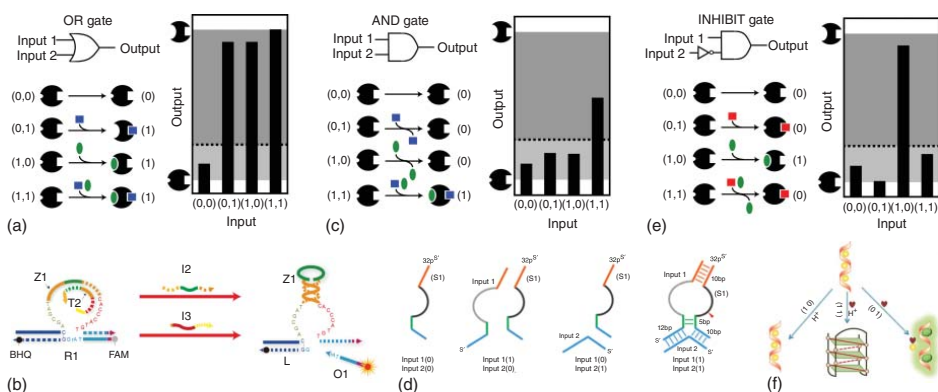 OR gate
Input 1
Input 2
Output
(0,0) (0)
(0,1) (1)
(1,0) (1)
(1,1) (1)
Output
(0,0) (0,1) (1,0) (1,1)
Input
(a)
AND gate
Input 1
Input 2
Output
(0,0) (0)
(0,1) (0)
(1,0) (0)
(1,1) (1)
Output
(0,0) (0,1) (1,0) (1,1)
Input
(c)
INHIBIT gate
Input 1
Input 2
Output
(0,0) (0)
(0,1) (0)
(1,0) (1)
(1,1) (0)
Output
(0,0) (0,1) (1,0) (1,1)
Input
(e)
Z1
T2
BHQ
R1
FAM
I2
I3
Z1
L
O1
(b)
32p5'
(S1)
Input 1(0)
Input 2(0)
32p5'
Input 1
(S1)
5'
Input 1(1)
Input 2(0)
32p5'
(S1)
Input 2
Input 1(0)
Input 2(1)
32p5'
Input 1
10bp
(S1)
5bp
12bp
10bp
5'
Input 2
5'
Input 1(1)
Input 2(1)
(d)
(1 0)
H+
(1 1)
H+
(0 1)
(f)